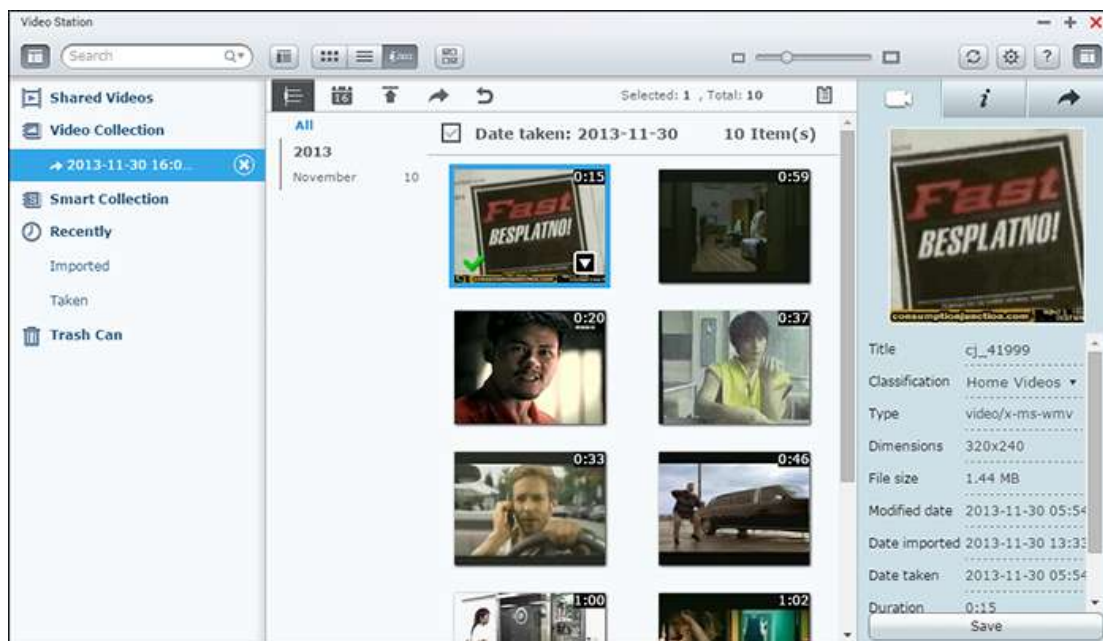 Video Station
Search
Shared Videos
Video Collection
2013-11-30 16:0...
Smart Collection
Recently
Imported
Taken
Trash Can
16
Selected: 1 , Total: 10
All
2013
November 10
Date taken: 2013-11-30 10 Item(s)
0:15
Fast
BESPLATNO!
0:59
0:20
0:37
0:33
0:46
1:00
1:02
?
i
Fast
BESPLATNO!
consumptionjunction.com
Title cj_41999
Classification Home Videos
Type video/x-ms-wmv
Dimensions 320x240
File size 1.44 MB
Modified date 2013-11-30 05:54
Date imported 2013-11-30 13:33
Date taken 2013-11-30 05:54
Duration 0:15
Save